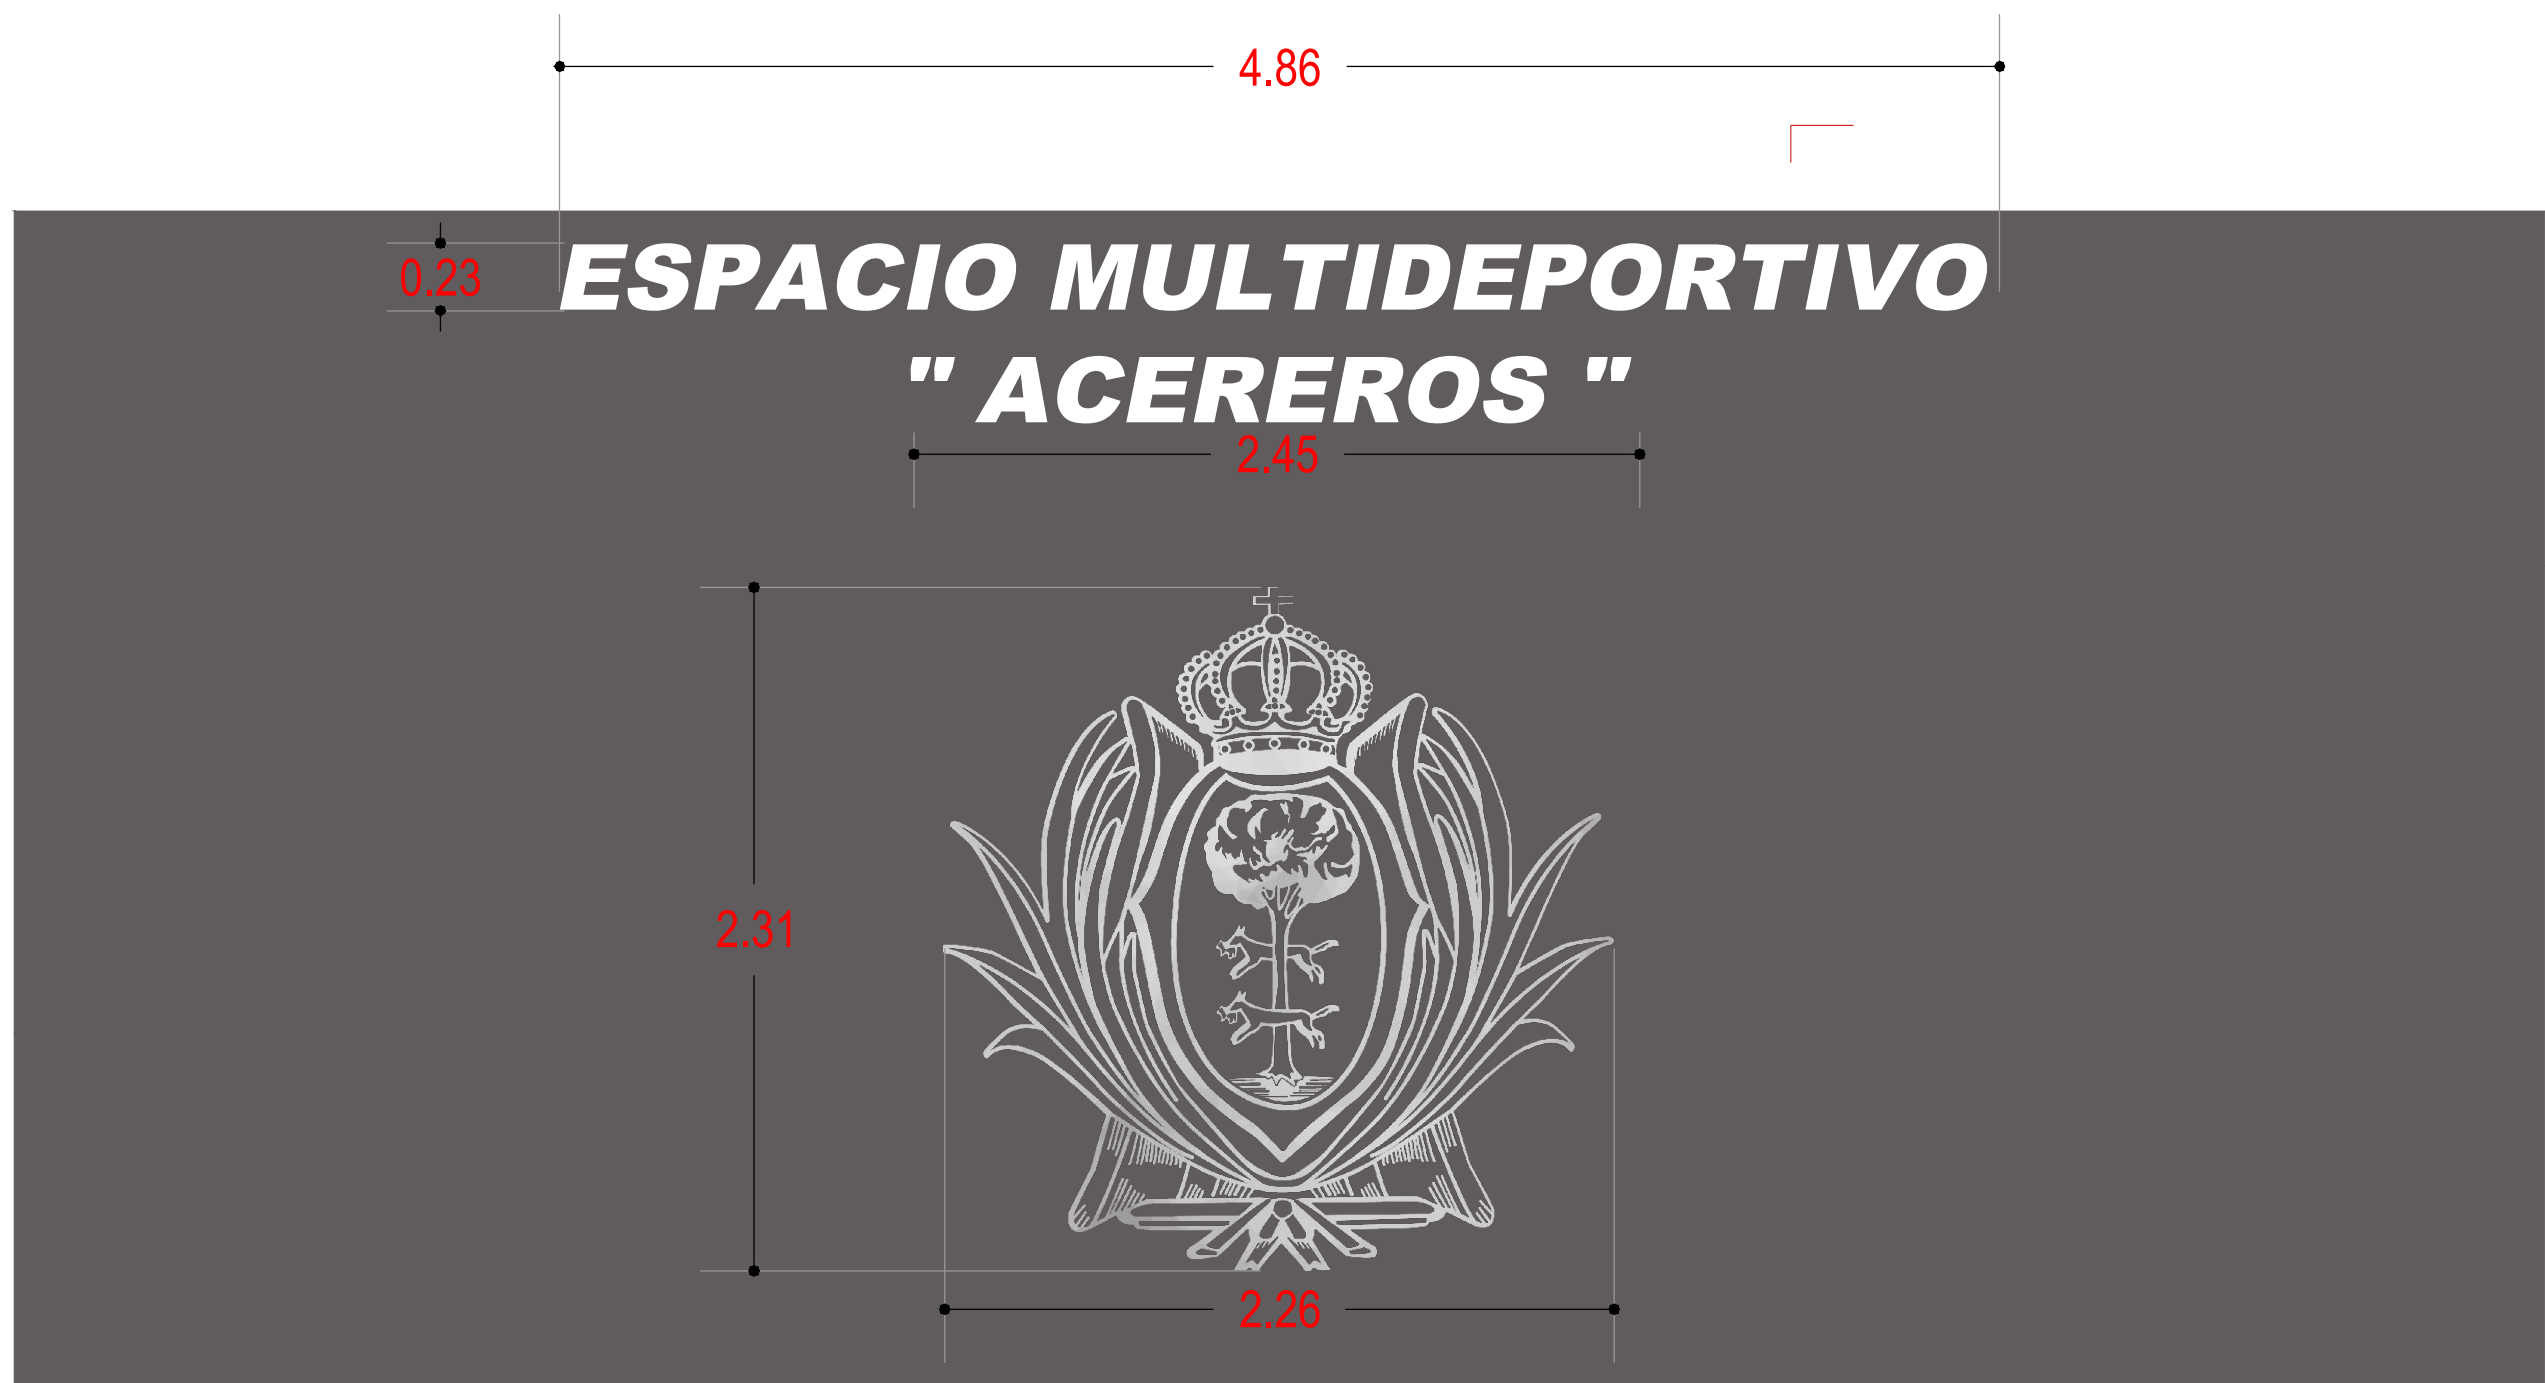 4.86
0.23
ESPACIO MULTIDEPORTIVO
" ACEREROS "
2.45
2.31
2.26